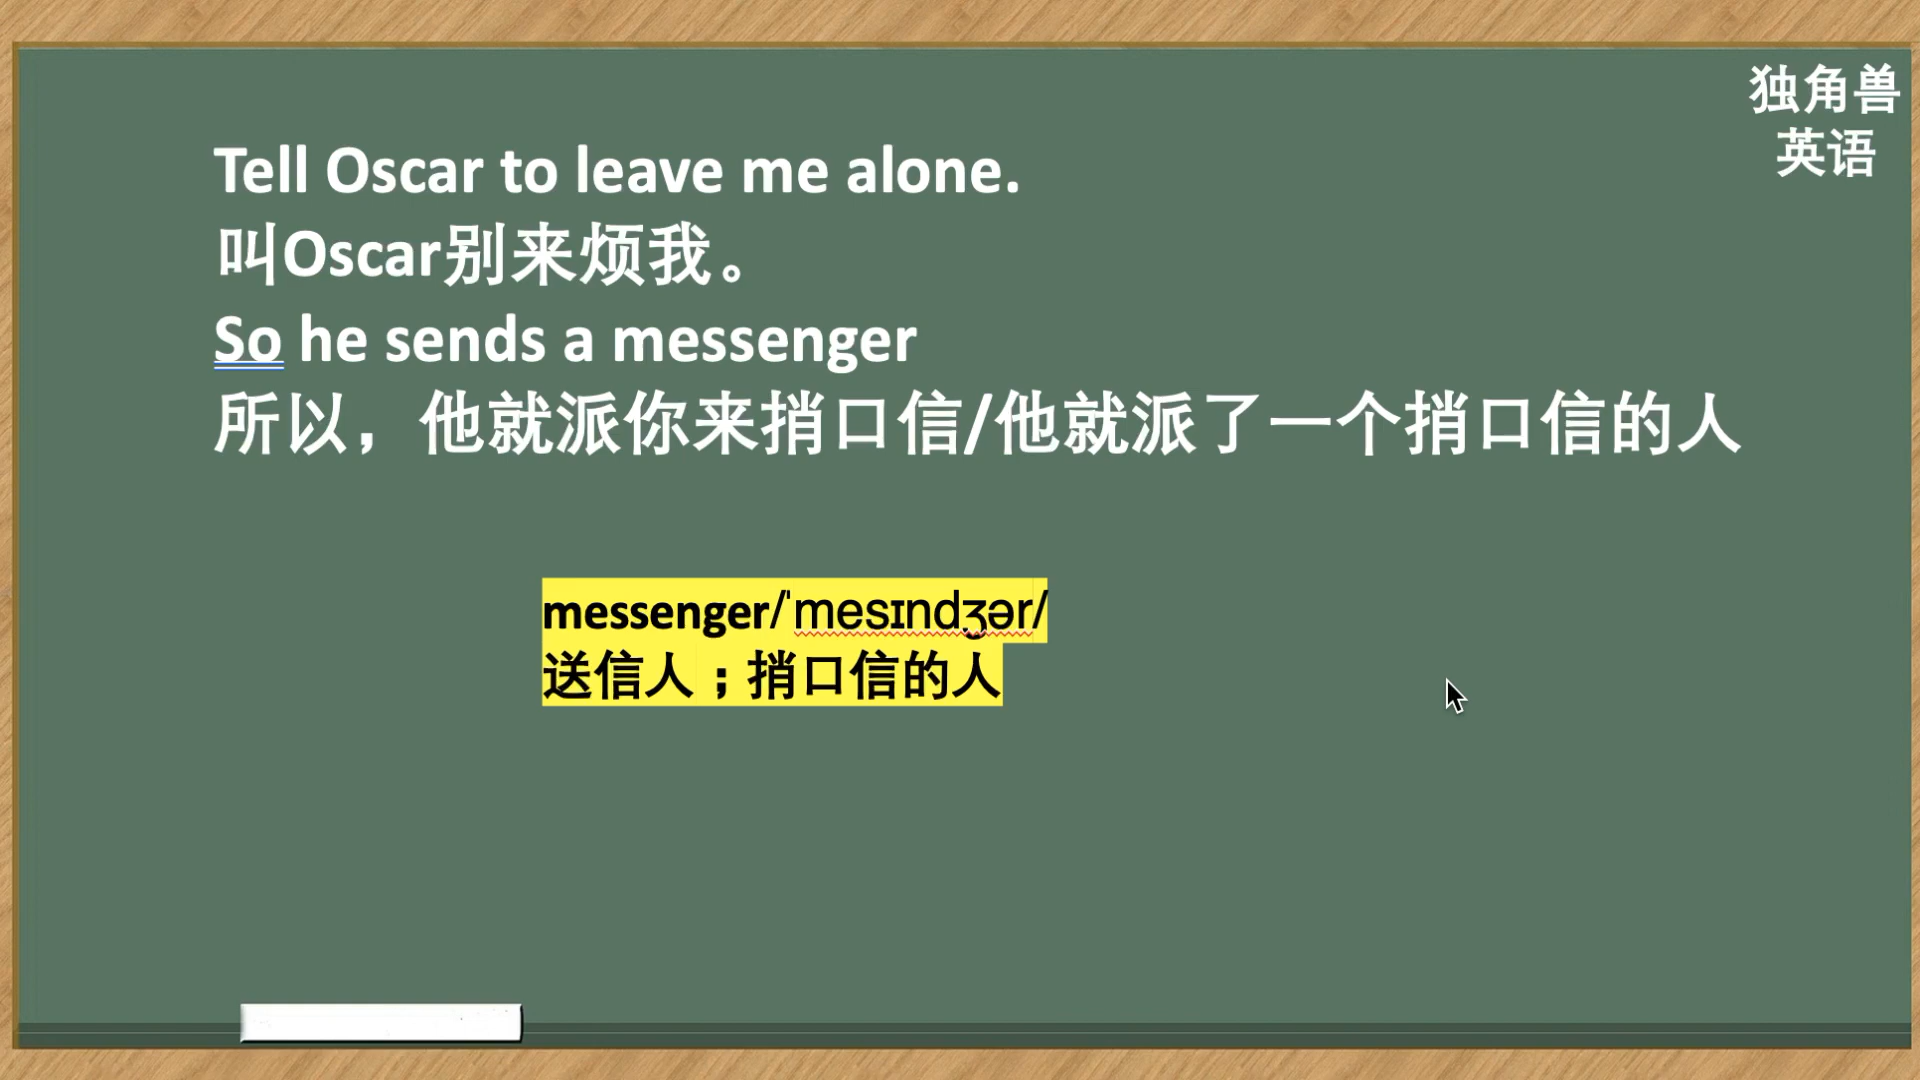 独角兽
英语
Tell Oscar to leave me alone.
叫Oscar别来烦我。
So he sends a messenger
所以，他就派你来捎口信/他就派了一个捎口信的人
messenger/ˈmesɪndʒər/
送信人；捎口信的人